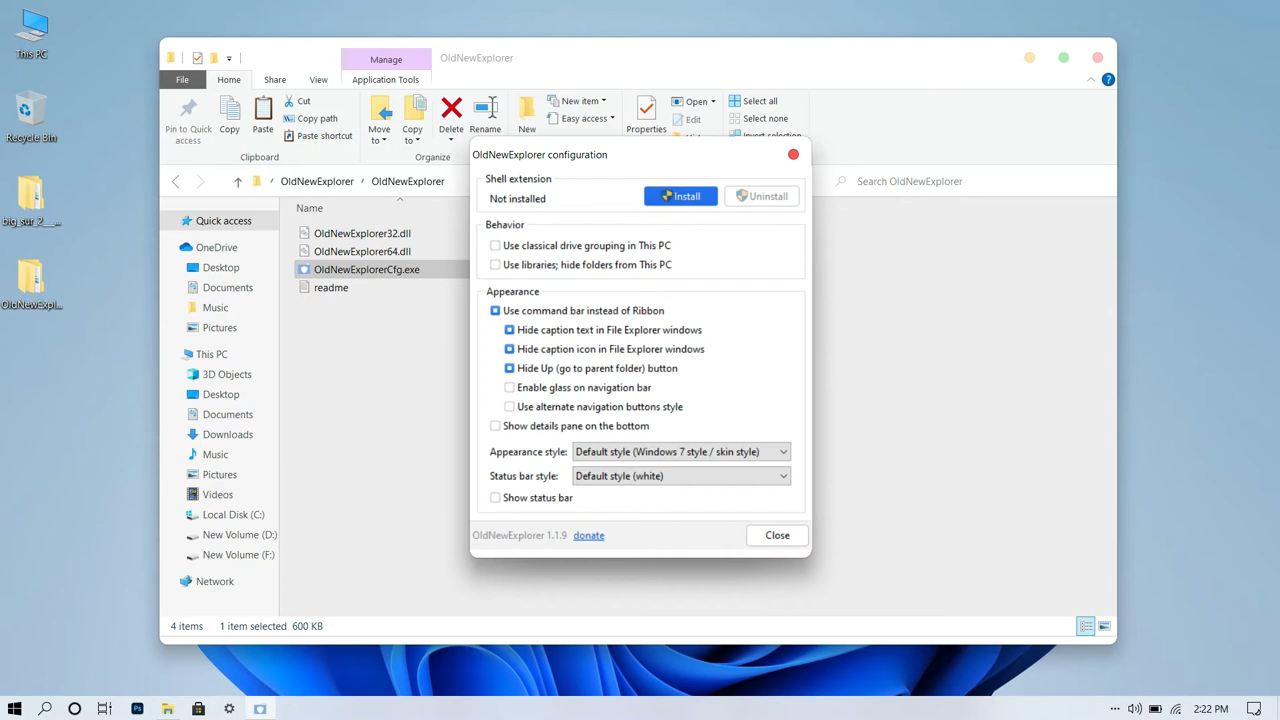 This PC
Recycle Bin
big_sur_2___...
OldNewExpl...
Manage
OldNewExplorer
File
Home
Share
View
Application Tools
Pin to Quick
access
Copy
Paste
Cut
Copy path
Paste shortcut
Clipboard
Move
to
Copy
to
Delete
Rename
Organize
New
New item
Easy access
Properties
Open
Edit
Select all
Select none
Invert selection
OldNewExplorer
OldNewExplorer
Search OldNewExplorer
Quick access
OneDrive
Desktop
Documents
Music
Pictures
This PC
3D Objects
Desktop
Documents
Downloads
Music
Pictures
Videos
Local Disk (C:)
New Volume (D:)
New Volume (F:)
Network
Name
OldNewExplorer32.dll
OldNewExplorer64.dll
OldNewExplorerCfg.exe
readme
OldNewExplorer configuration
Shell extension
Not installed
Install
Uninstall
Behavior
Use classical drive grouping in This PC
Use libraries; hide folders from This PC
Appearance
Use command bar instead of Ribbon
Hide caption text in File Explorer windows
Hide caption icon in File Explorer windows
Hide Up (go to parent folder) button
Enable glass on navigation bar
Use alternate navigation buttons style
Show details pane on the bottom
Appearance style: Default style (Windows 7 style / skin style)
Status bar style: Default style (white)
Show status bar
OldNewExplorer 1.1.9 donate
Close
4 items 1 item selected 600 KB
Ps
2:22 PM